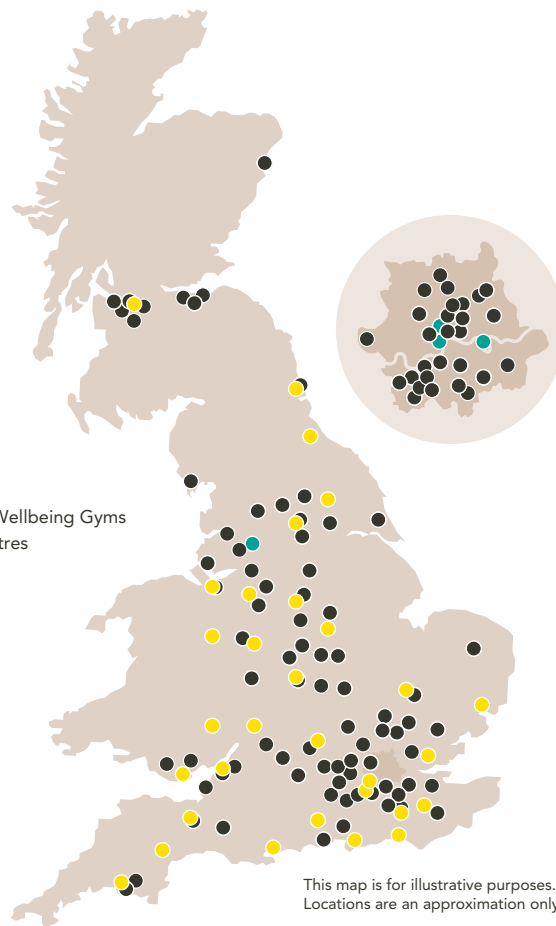 Wellbeing Gyms
tres
This map is for illustrative purposes.
Locations are an approximation only